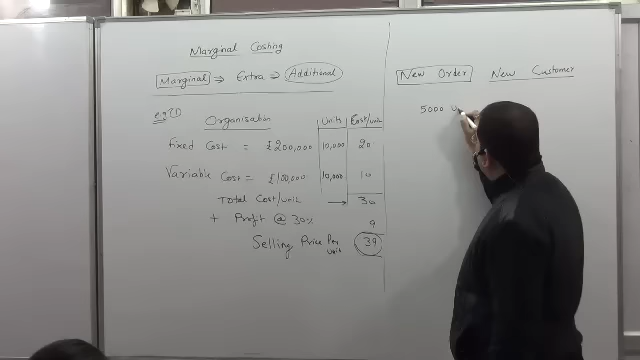 Marginal Costing
Marginal ⇒ Extra ⇒ Additional
e.g (1) Organisation Units Cost/unit
Fixed Cost = £200,000 10,000 20
Variable Cost = £100,000 10,000 10
Total Cost/unit → 30
+ Profit @ 30% 9
Selling Price Per unit 39
New Order New Customer
5000 u